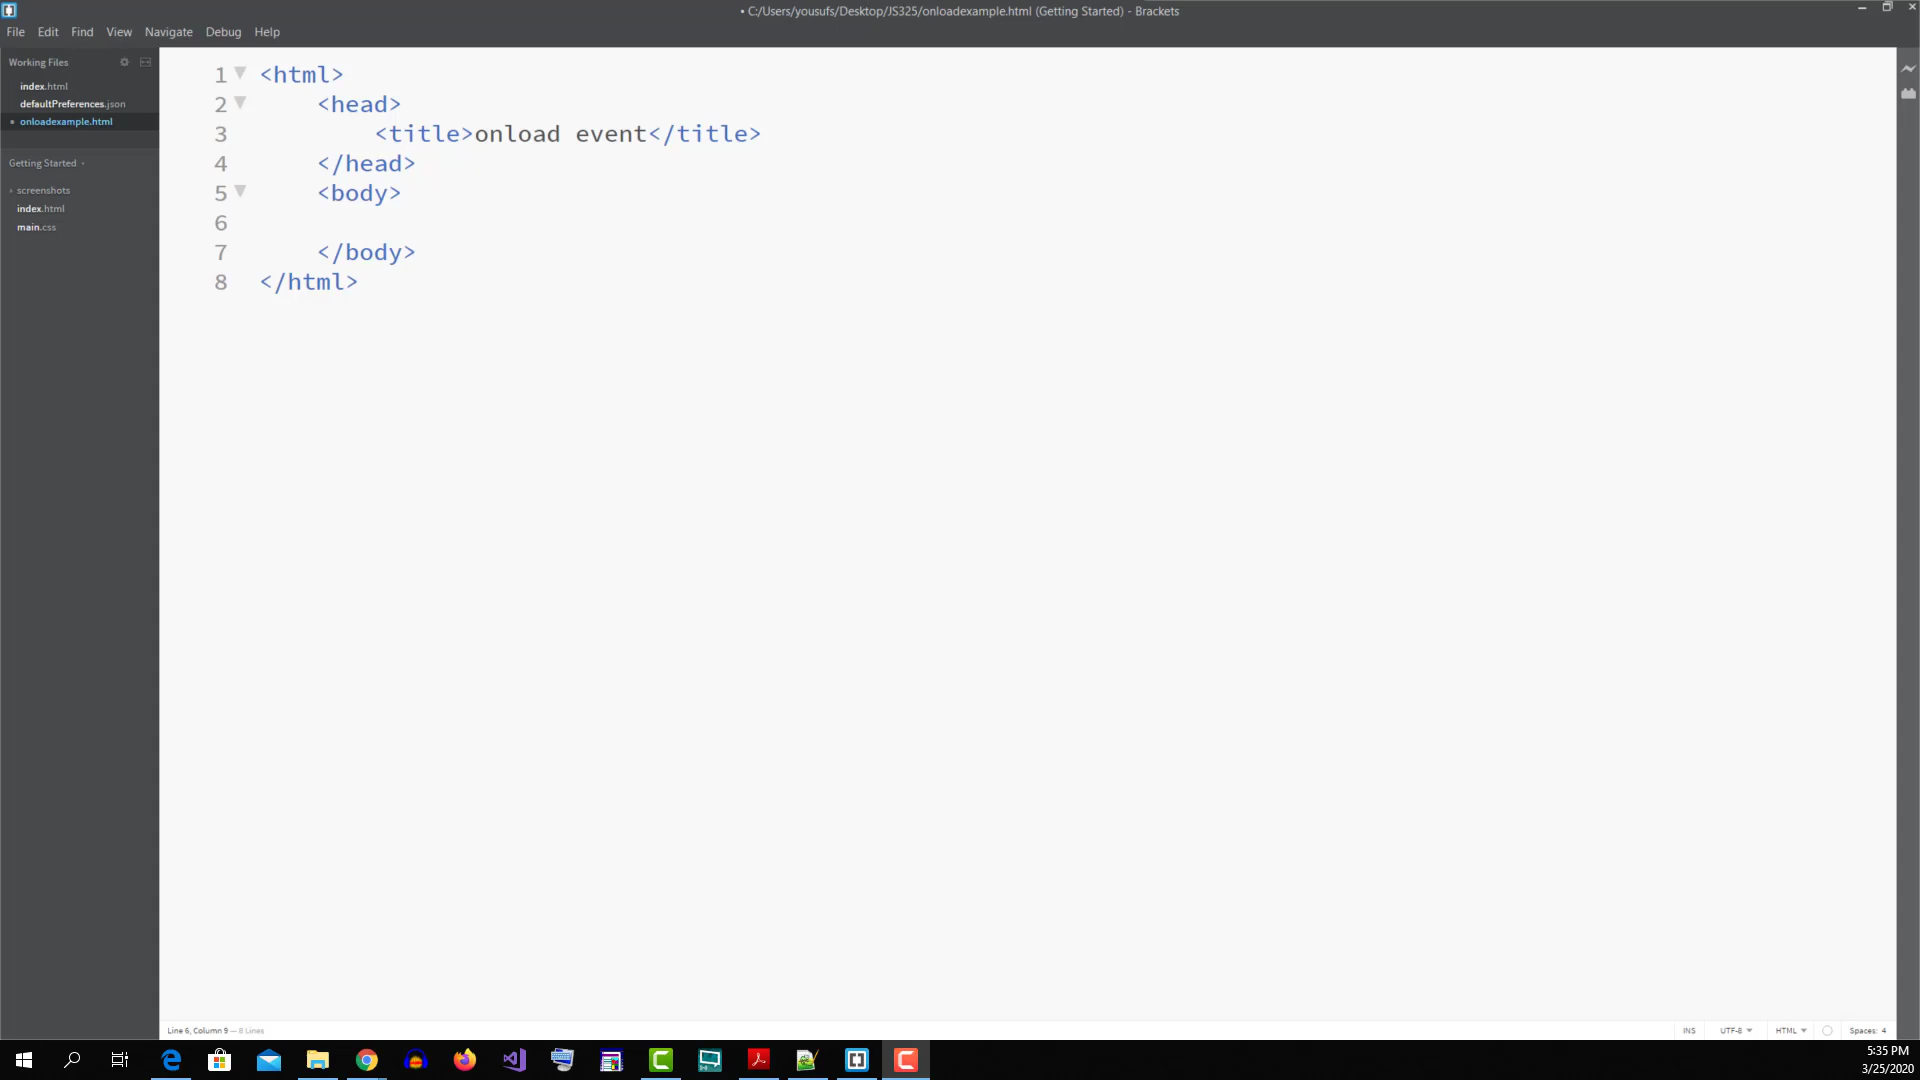 • C:/Users/yousufs/Desktop/JS325/onloadexample.html (Getting Started) - Brackets
File Edit Find View Navigate Debug Help
Working Files
index.html
defaultPreferences.json
• onloadexample.html
Getting Started
screenshots
index.html
main.css
1 <html>
2 <head>
3 <title>onload event</title>
4 </head>
5 <body>
6
7 </body>
8 </html>
Line 6, Column 9 — 8 Lines
INS UTF-8 HTML Spaces: 4
5:35 PM
3/25/2020